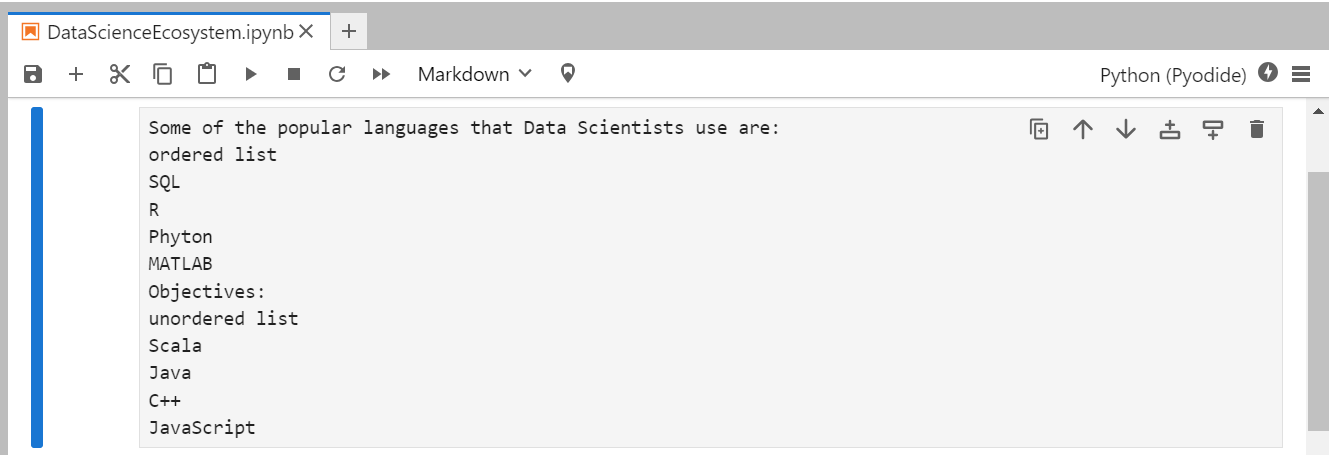 DataScienceEcosystem.ipynb
Markdown
Python (Pyodide)
Some of the popular languages that Data Scientists use are:
ordered list
SQL
R
Phyton
MATLAB
Objectives:
unordered list
Scala
Java
C++
JavaScript